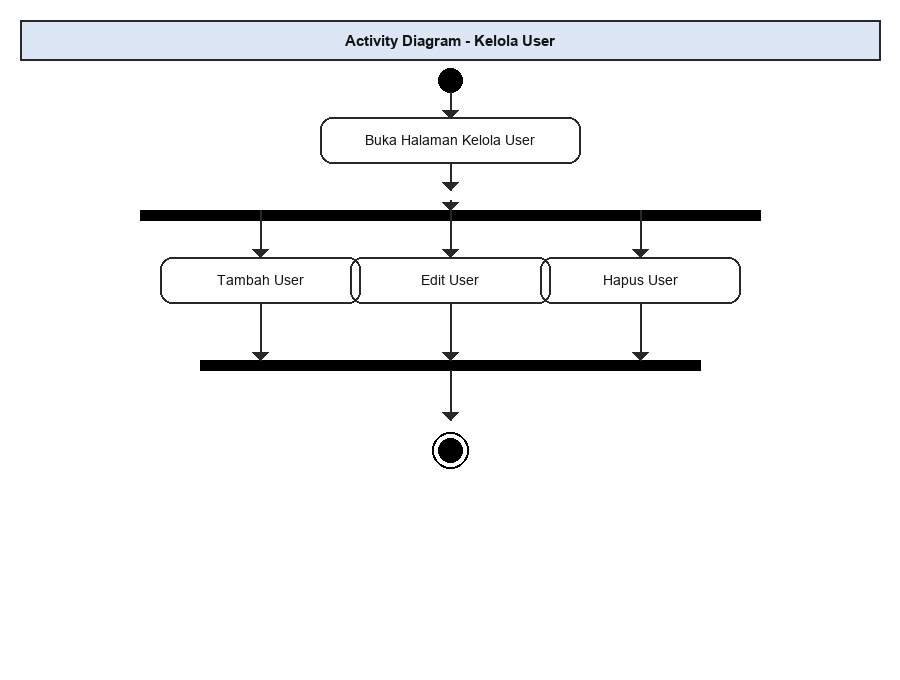 Activity Diagram - Kelola User
Buka Halaman Kelola User
Tambah User
Edit User
Hapus User